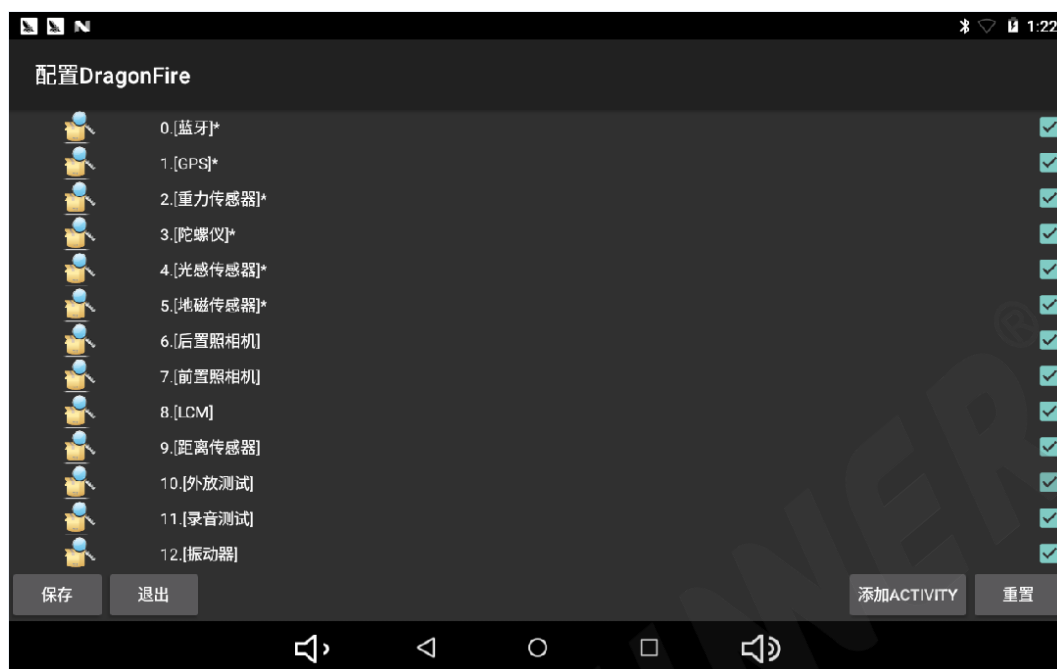 1:22
配置DragonFire
0.[蓝牙]*
1.[GPS]*
2.[重力传感器]*
3.[陀螺仪]*
4.[光感传感器]*
5.[地磁传感器]*
6.[后置照相机]
7.[前置照相机]
8.[LCM]
9.[距离传感器]
10.[外放测试]
11.[录音测试]
12.[振动器]
保存 退出 添加ACTIVITY 重置